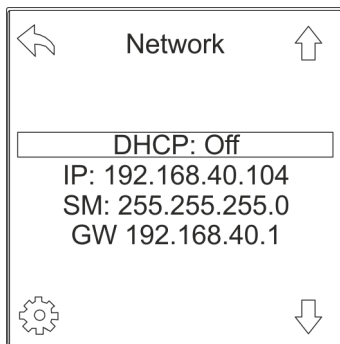 Network
DHCP: Off
IP: 192.168.40.104
SM: 255.255.255.0
GW 192.168.40.1